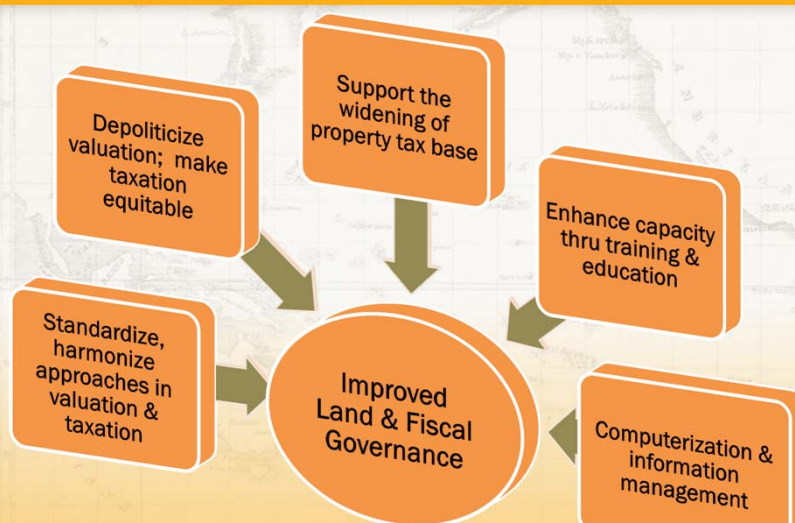 Depoliticize
valuation; make
taxation
equitable
Support the
widening of
property tax base
Enhance capacity
thru training &
education
Standardize,
harmonize
approaches in
valuation &
taxation
Improved
Land & Fiscal
Governance
Computerization &
information
management